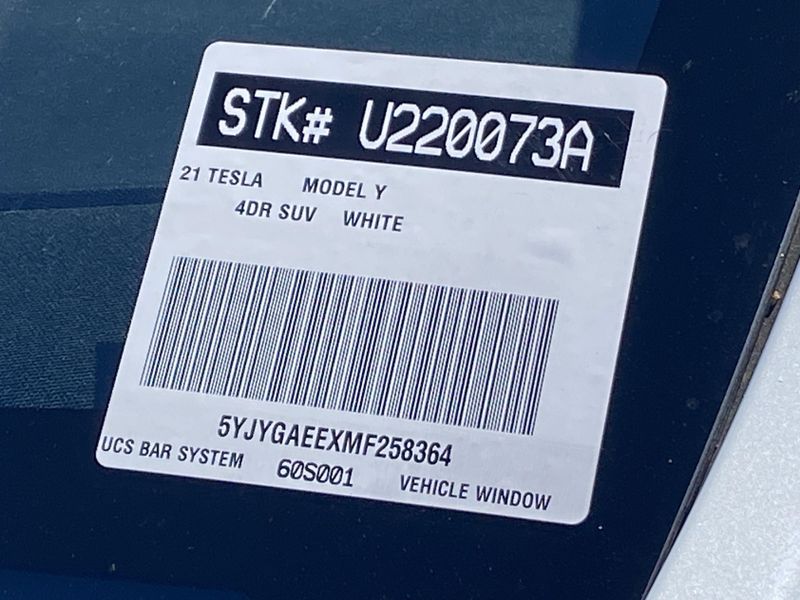 STK# U220073A
21 TESLA MODEL Y
4DR SUV WHITE
5YJYGAEEXMF258364
UCS BAR SYSTEM 60S001 VEHICLE WINDOW